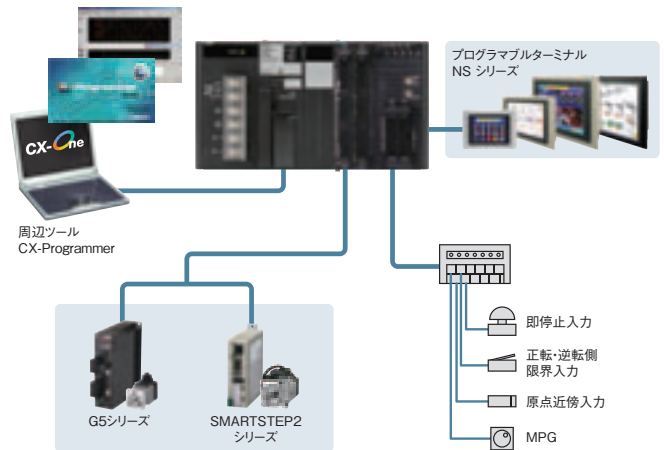 プログラマブルターミナル
NS シリーズ
CX-One
周辺ツール
CX-Programmer
G5シリーズ
SMARTSTEP2
シリーズ
即停止入力
正転・逆転側
限界入力
原点近傍入力
MPG